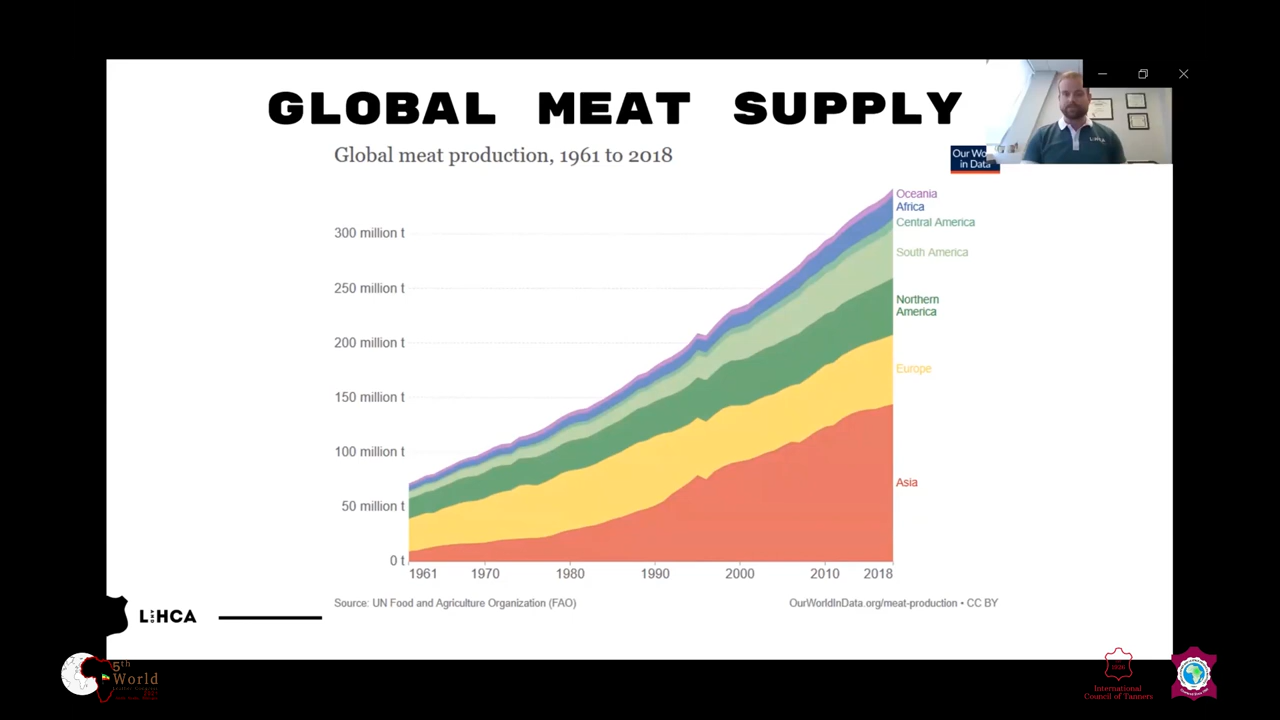 GLOBAL MEAT SUPPLY
Global meat production, 1961 to 2018
Our Wo
in Data
L&HCA
Oceania
Africa
Central America
South America
Northern
America
Europe
Asia
300 million t
250 million t
200 million t
150 million t
100 million t
50 million t
0 t
1961 1970 1980 1990 2000 2010 2018
Source: UN Food and Agriculture Organization (FAO)
OurWorldInData.org/meat-production • CC BY
5th
World
International
Council of Tanners
1926